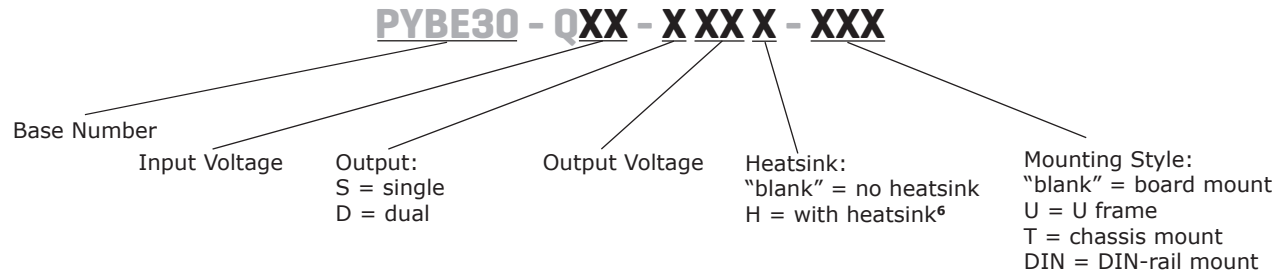 PYBE30 - QXX - X XX X - XXX
Base Number
Input Voltage
Output:
S = single
D = dual
Output Voltage
Heatsink:
"blank" = no heatsink
H = with heatsink⁶
Mounting Style:
"blank" = board mount
U = U frame
T = chassis mount
DIN = DIN-rail mount